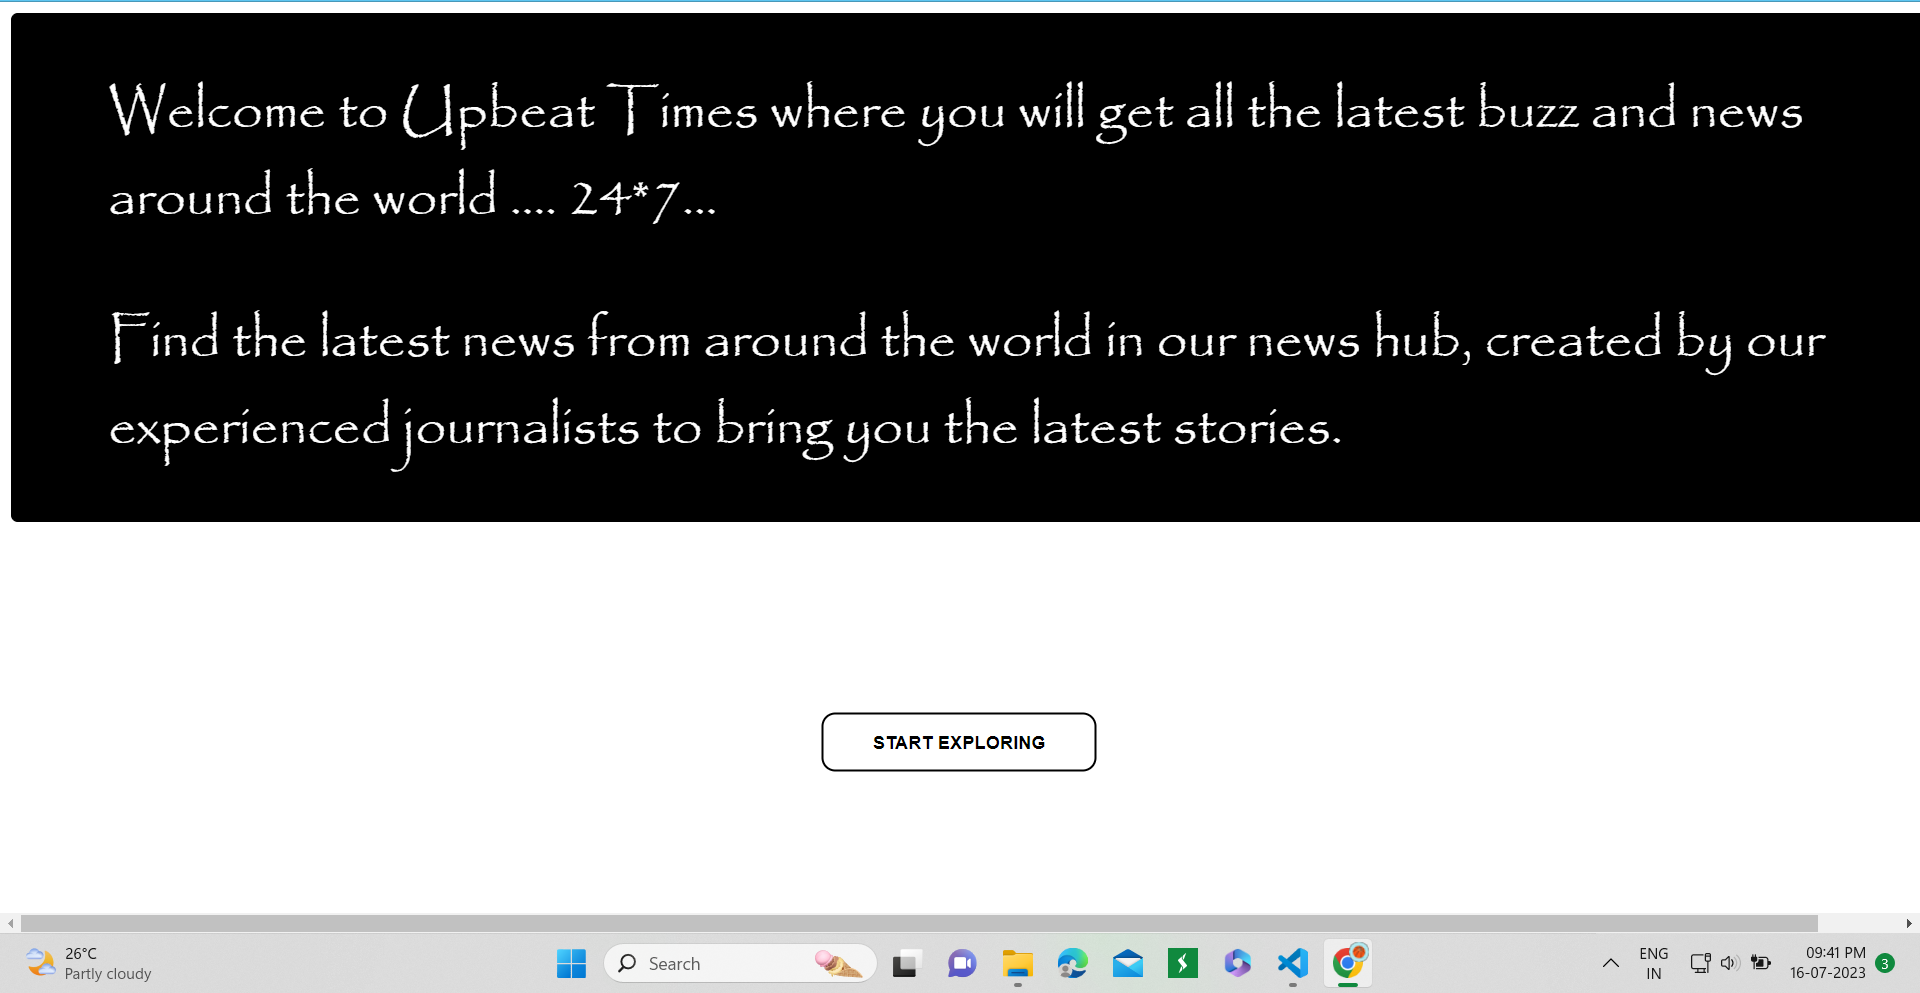 Welcome to Upbeat Times where you will get all the latest buzz and news
around the world .... 24*7...
Find the latest news from around the world in our news hub, created by our
experienced journalists to bring you the latest stories.
START EXPLORING
26°C
Partly cloudy
Search
ENG
IN
09:41 PM
16-07-2023
3